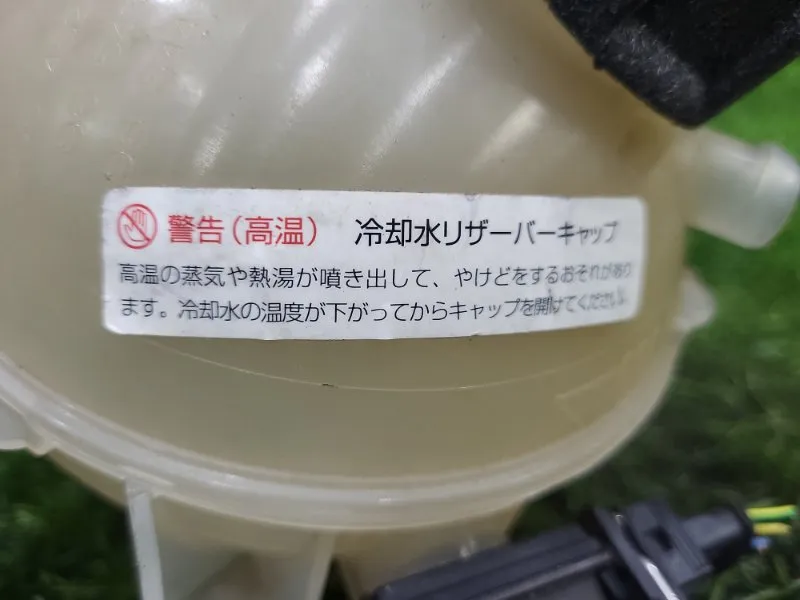 警告（高温） 冷却水リザーバーキャップ
高温の蒸気や熱湯が噴き出して、やけどをするおそれがあり
ます。冷却水の温度が下がってからキャップを開けてください。